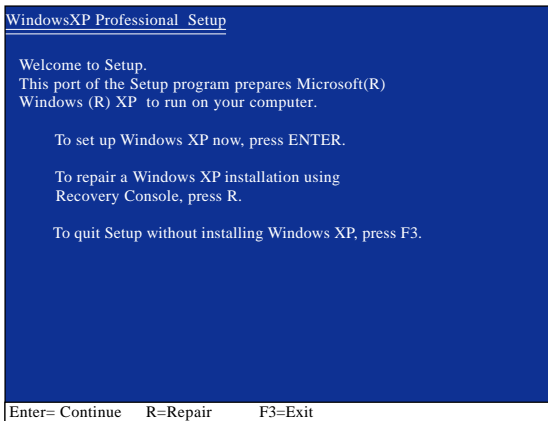 WindowsXP Professional Setup
Welcome to Setup.
This port of the Setup program prepares Microsoft(R)
Windows (R) XP to run on your computer.
To set up Windows XP now, press ENTER.
To repair a Windows XP installation using
Recovery Console, press R.
To quit Setup without installing Windows XP, press F3.
Enter= Continue R=Repair F3=Exit